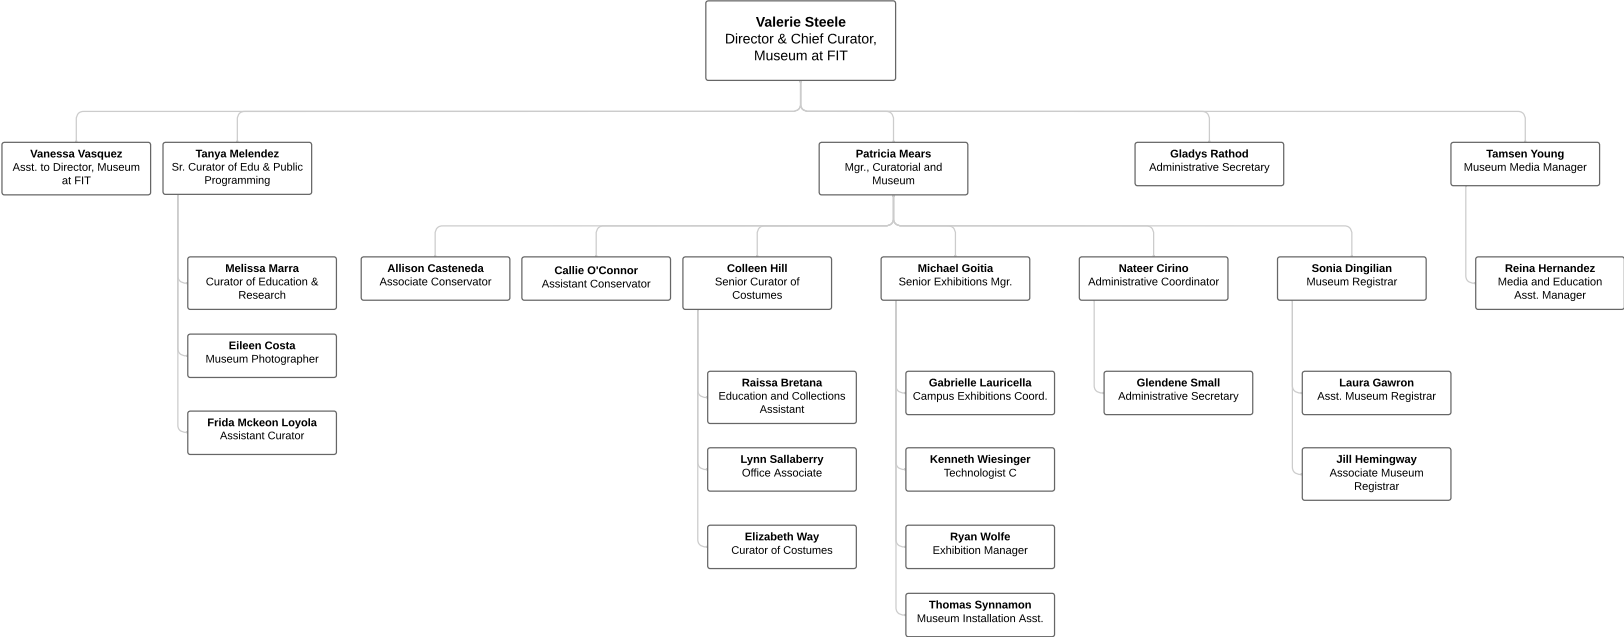 Valerie Steele
Director & Chief Curator,
Museum at FIT
Vanessa Vasquez
Asst. to Director, Museum
at FIT
Tanya Melendez
Sr. Curator of Edu & Public
Programming
Patricia Mears
Mgr., Curatorial and
Museum
Gladys Rathod
Administrative Secretary
Tamsen Young
Museum Media Manager
Melissa Marra
Curator of Education &
Research
Eileen Costa
Museum Photographer
Frida Mckeon Loyola
Assistant Curator
Allison Casteneda
Associate Conservator
Callie O'Connor
Assistant Conservator
Colleen Hill
Senior Curator of
Costumes
Michael Goitia
Senior Exhibitions Mgr.
Nateer Cirino
Administrative Coordinator
Sonia Dingilian
Museum Registrar
Reina Hernandez
Media and Education
Asst. Manager
Raissa Bretana
Education and Collections
Assistant
Lynn Sallaberry
Office Associate
Elizabeth Way
Curator of Costumes
Gabrielle Lauricella
Campus Exhibitions Coord.
Kenneth Wiesinger
Technologist C
Ryan Wolfe
Exhibition Manager
Thomas Synnamon
Museum Installation Asst.
Glendene Small
Administrative Secretary
Laura Gawron
Asst. Museum Registrar
Jill Hemingway
Associate Museum
Registrar